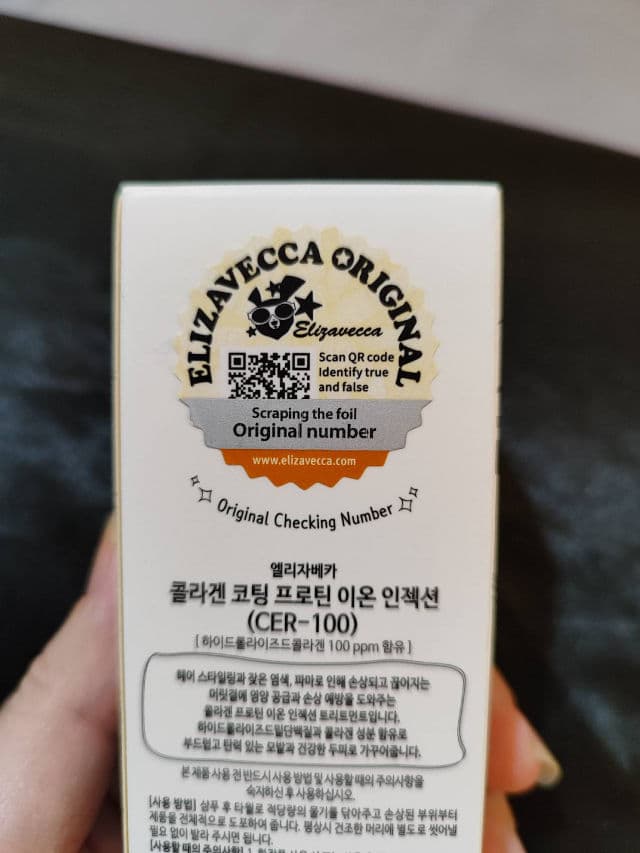 ELIZAVECCA ORIGINAL
Elizavecca
Scan QR code
Identify true
and false
Scraping the foil
Original number
www.elizavecca.com
Original Checking Number
엘리자베카
콜라겐 코팅 프로틴 이온 인젝션
(CER-100)
[ 하이드롤라이즈드콜라겐 100 ppm 함유 ]
헤어 스타일링과 잦은 염색, 파마로 인해 손상되고 끊어지는
머릿결에 영양 공급과 손상 예방을 도와주는
콜라겐 프로틴 이온 인젝션 트리트먼트입니다.
하이드롤라이즈드밀단백질과 콜라겐 성분 함유로
부드럽고 탄력 있는 모발과 건강한 두피로 가꾸어줍니다.
본 제품 사용 전 반드시 사용 방법 및 사용할 때의 주의사항을
숙지하신 후 사용하십시오.
[사용 방법] 샴푸 후 타월로 적당량의 물기를 닦아주고 손상된 부위부터
제품을 전체적으로 도포하여 줍니다. 평상시 건조한 머리에 별도로 씻어낼
필요 없이 발라 주시면 됩니다.
[사용할 때의 주의사항] 1.